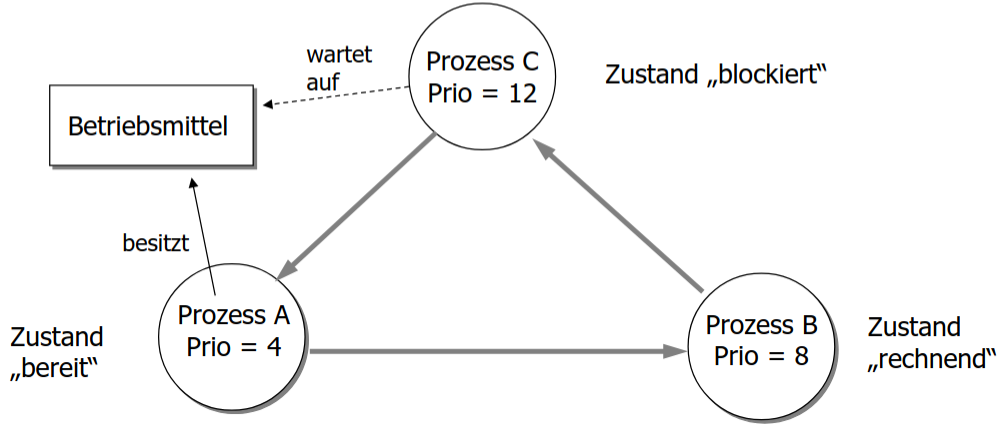 wartet
auf
Prozess C
Prio = 12
Zustand „blockiert“
Betriebsmittel
besitzt
Zustand
„bereit“
Prozess A
Prio = 4
Prozess B
Prio = 8
Zustand
„rechnend“